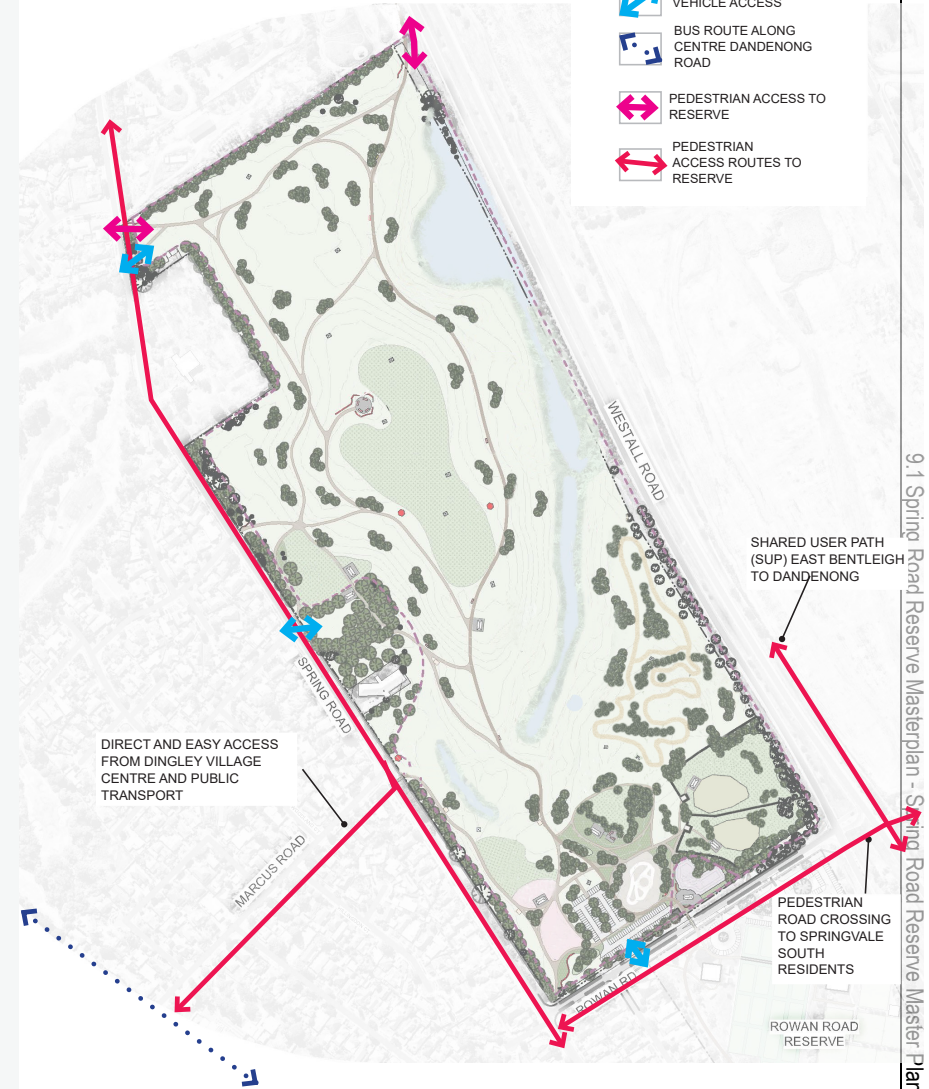 VEHICLE ACCESS
BUS ROUTE ALONG
CENTRE DANDENONG
ROAD
PEDESTRIAN ACCESS TO
RESERVE
PEDESTRIAN
ACCESS ROUTES TO
RESERVE
WESTALL ROAD
SHARED USER PATH
(SUP) EAST BENTLEIGH
TO DANDENONG
SPRING ROAD
DIRECT AND EASY ACCESS
FROM DINGLEY VILLAGE
CENTRE AND PUBLIC
TRANSPORT
MARCUS ROAD
PEDESTRIAN
ROAD CROSSING
TO SPRINGVALE
SOUTH
RESIDENTS
ROWAN RD
ROWAN ROAD
RESERVE
9.1 Spring Road Reserve Masterplan - Spring Road Reserve Master Plan